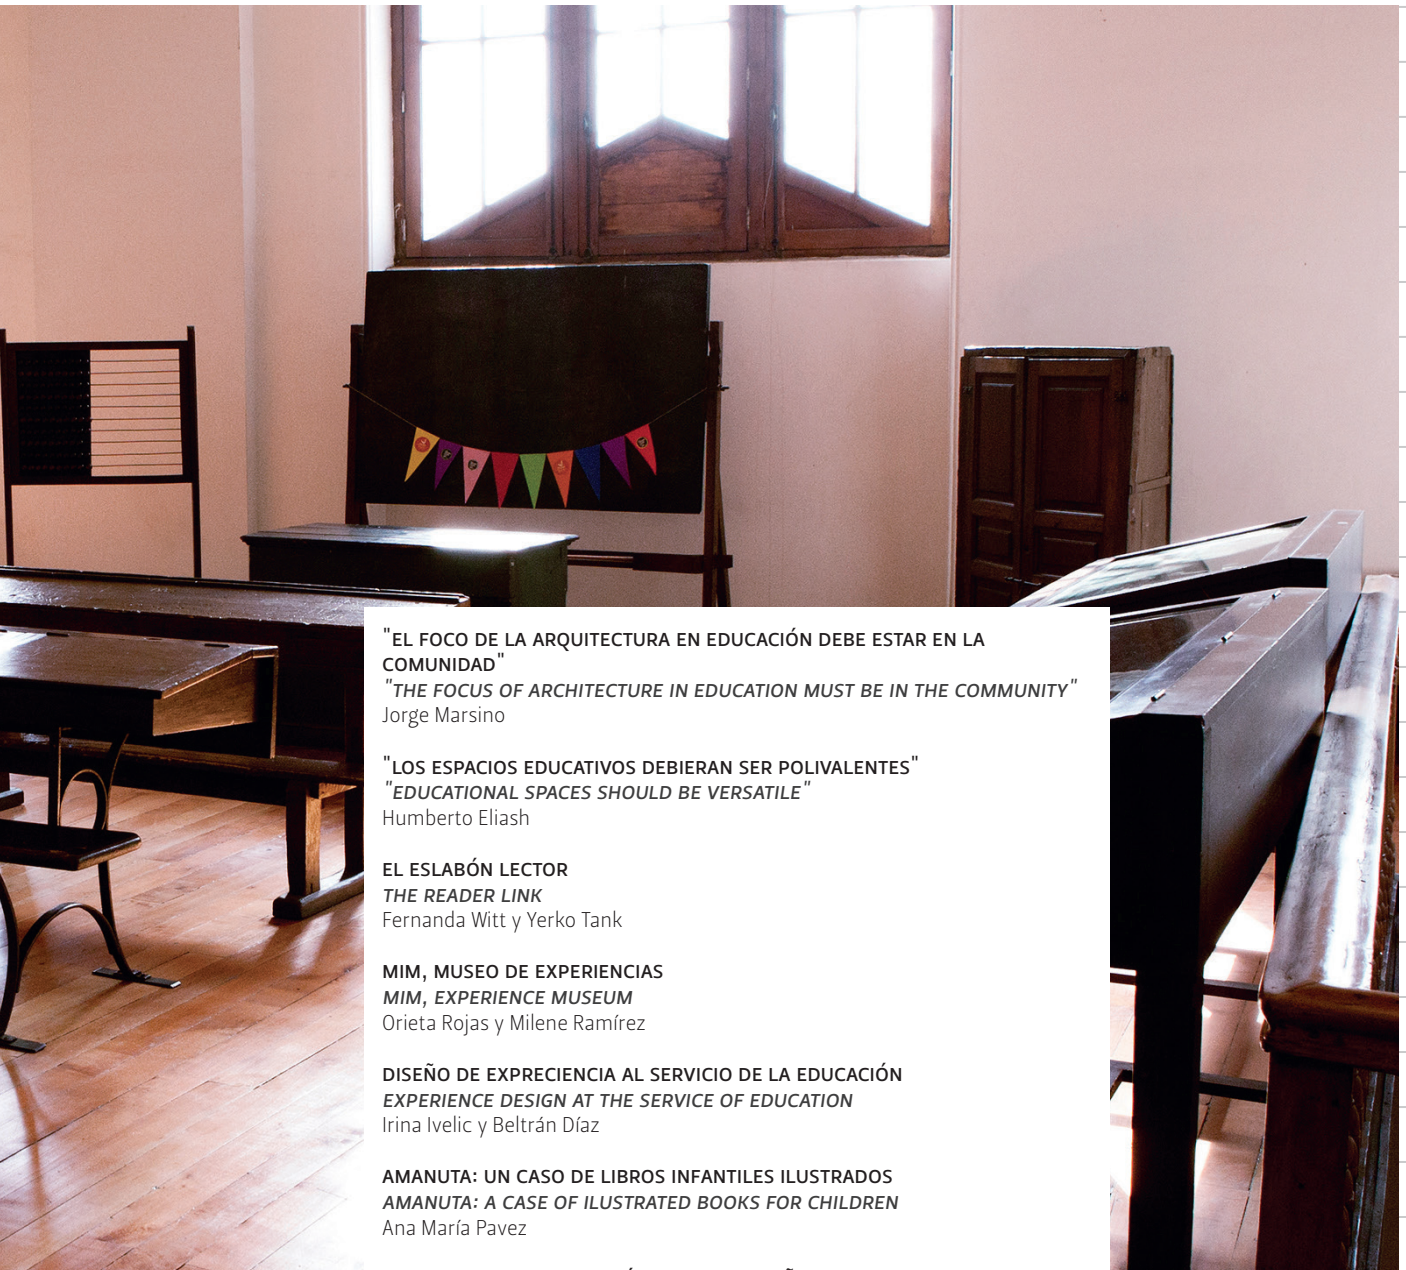 "EL FOCO DE LA ARQUITECTURA EN EDUCACIÓN DEBE ESTAR EN LA
COMUNIDAD"
"THE FOCUS OF ARCHITECTURE IN EDUCATION MUST BE IN THE COMMUNITY"
Jorge Marsino
"LOS ESPACIOS EDUCATIVOS DEBIERAN SER POLIVALENTES"
"EDUCATIONAL SPACES SHOULD BE VERSATILE"
Humberto Eliash
EL ESLABÓN LECTOR
THE READER LINK
Fernanda Witt y Yerko Tank
MIM, MUSEO DE EXPERIENCIAS
MIM, EXPERIENCE MUSEUM
Orieta Rojas y Milene Ramírez
DISEÑO DE EXPRECIENCIA AL SERVICIO DE LA EDUCACIÓN
EXPERIENCE DESIGN AT THE SERVICE OF EDUCATION
Irina Ivelic y Beltrán Díaz
AMANUTA: UN CASO DE LIBROS INFANTILES ILUSTRADOS
AMANUTA: A CASE OF ILUSTRATED BOOKS FOR CHILDREN
Ana María Pavez